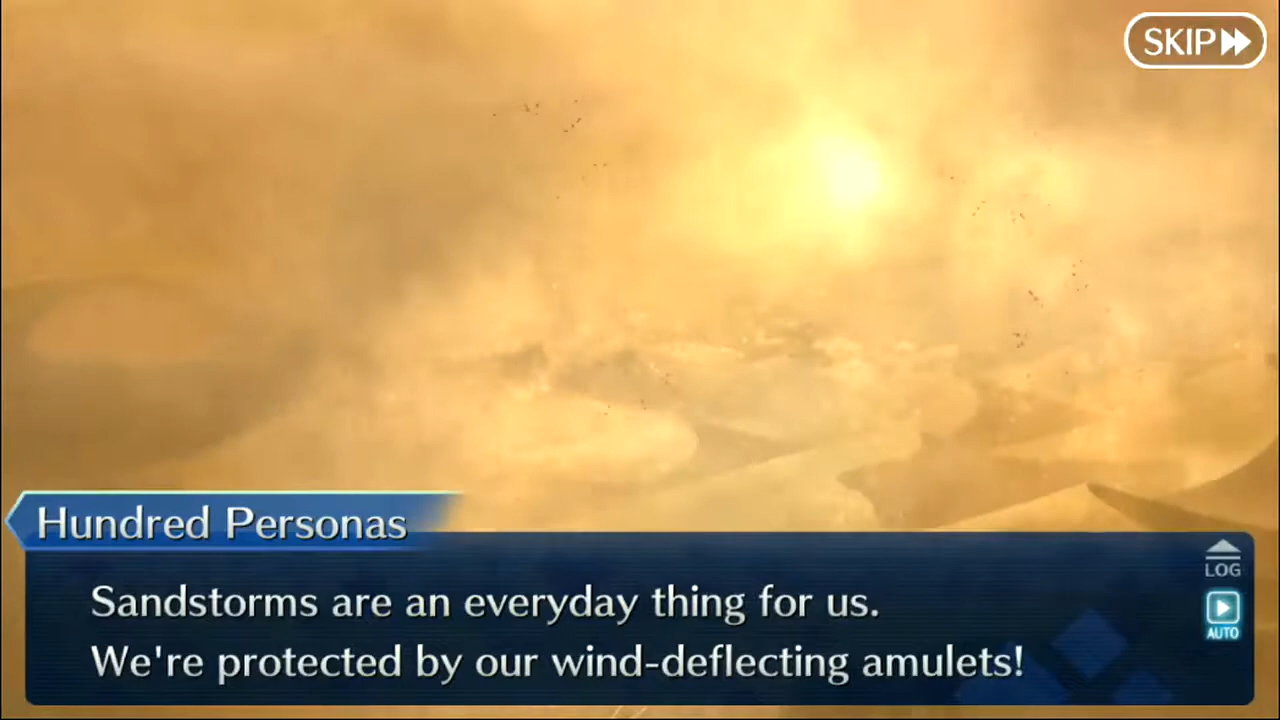 SKIP
Hundred Personas
LOG
Sandstorms are an everyday thing for us.
AUTO
We're protected by our wind-deflecting amulets!